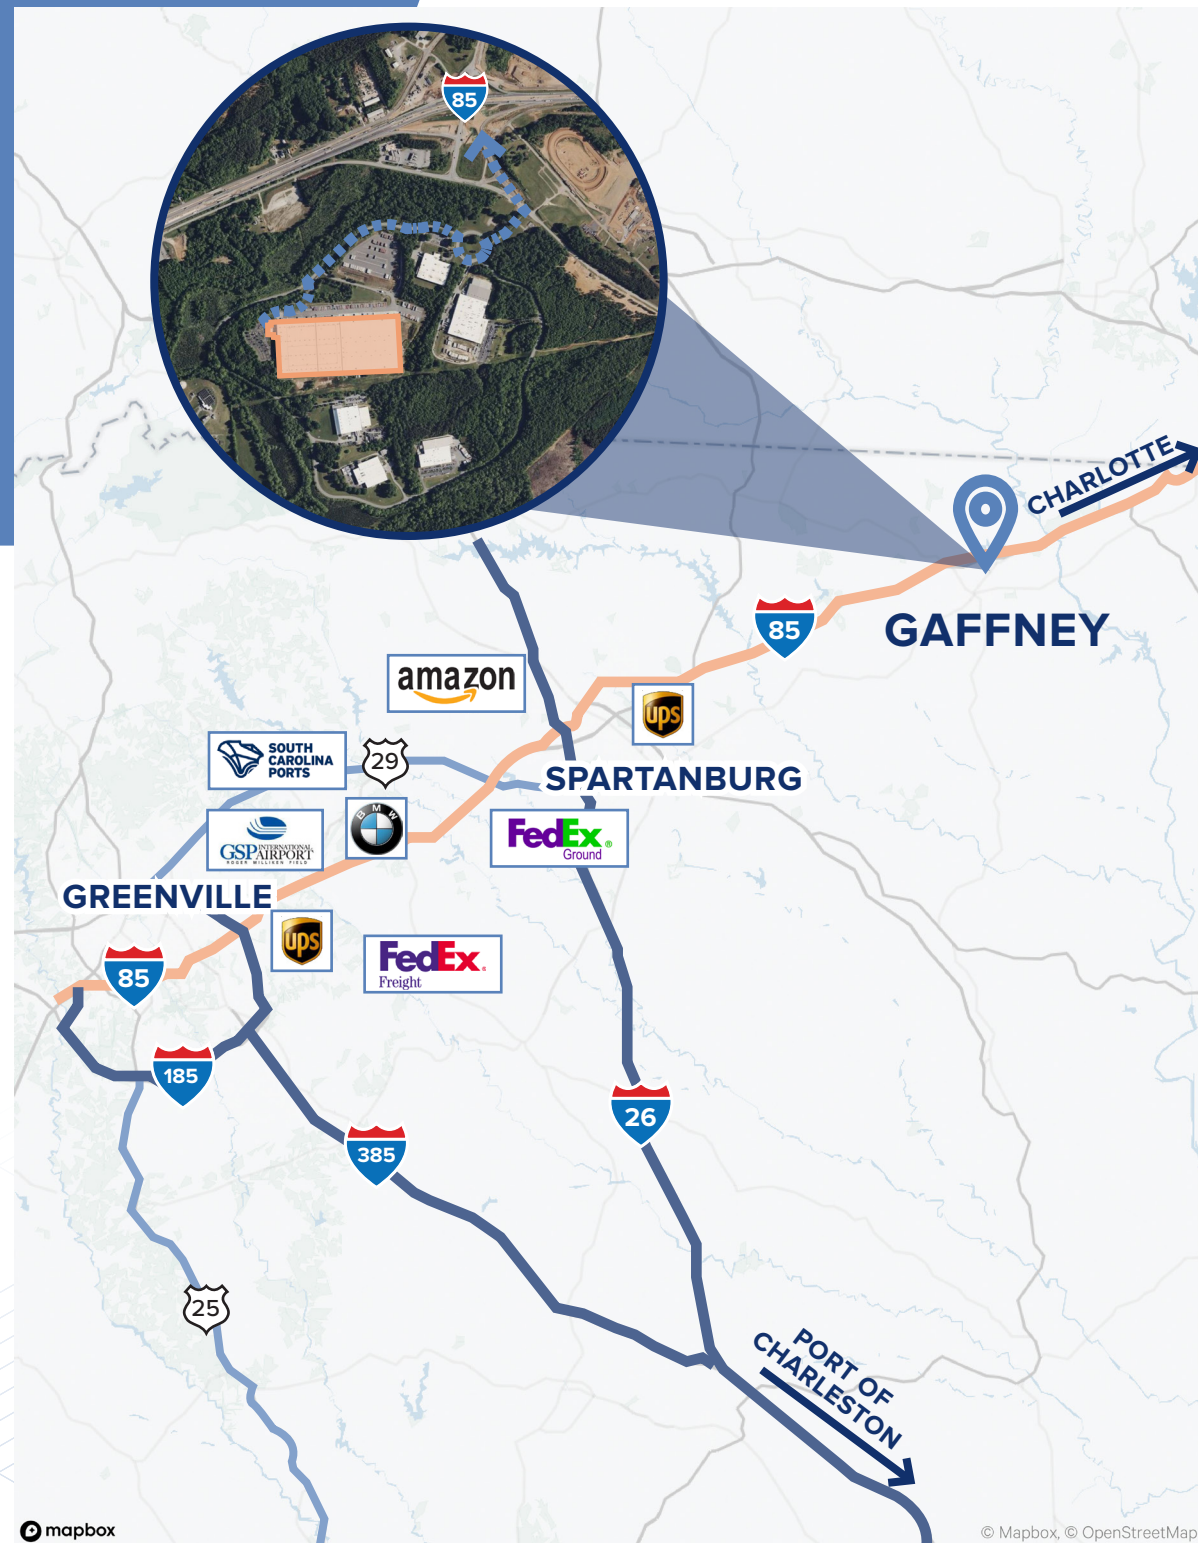 85
CHARLOTTE
85
GAFFNEY
amazon
ups
SOUTH
CAROLINA
PORTS
29
SPARTANBURG
BMW
GSP INTERNATIONAL
AIRPORT
ROGER MILLIKEN FIELD
FedEx®
Ground
GREENVILLE
ups
FedEx®
Freight
85
185
26
385
25
PORT OF
CHARLESTON
mapbox
© Mapbox, © OpenStreetMap